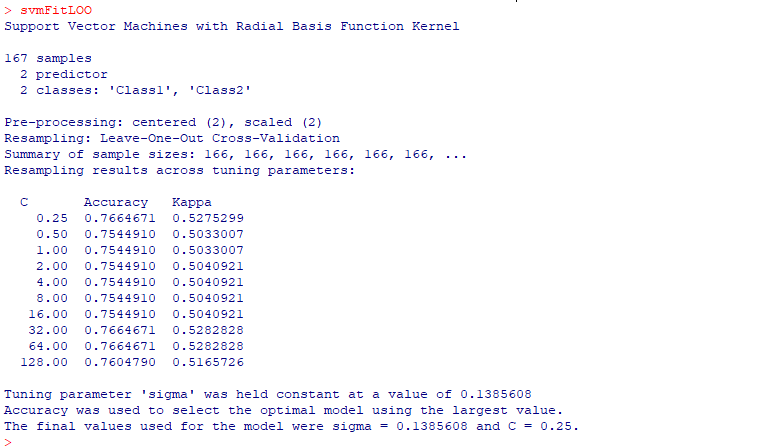 > svmFitLOO
Support Vector Machines with Radial Basis Function Kernel
167 samples
2 predictor
2 classes: 'Class1', 'Class2'
Pre-processing: centered (2), scaled (2)
Resampling: Leave-One-Out Cross-Validation
Summary of sample sizes: 166, 166, 166, 166, 166, 166, ...
Resampling results across tuning parameters:
C Accuracy Kappa
0.25 0.7664671 0.5275299
0.50 0.7544910 0.5033007
1.00 0.7544910 0.5033007
2.00 0.7544910 0.5040921
4.00 0.7544910 0.5040921
8.00 0.7544910 0.5040921
16.00 0.7544910 0.5040921
32.00 0.7664671 0.5282828
64.00 0.7664671 0.5282828
128.00 0.7604790 0.5165726
Tuning parameter 'sigma' was held constant at a value of 0.1385608
Accuracy was used to select the optimal model using the largest value.
The final values used for the model were sigma = 0.1385608 and C = 0.25.
>